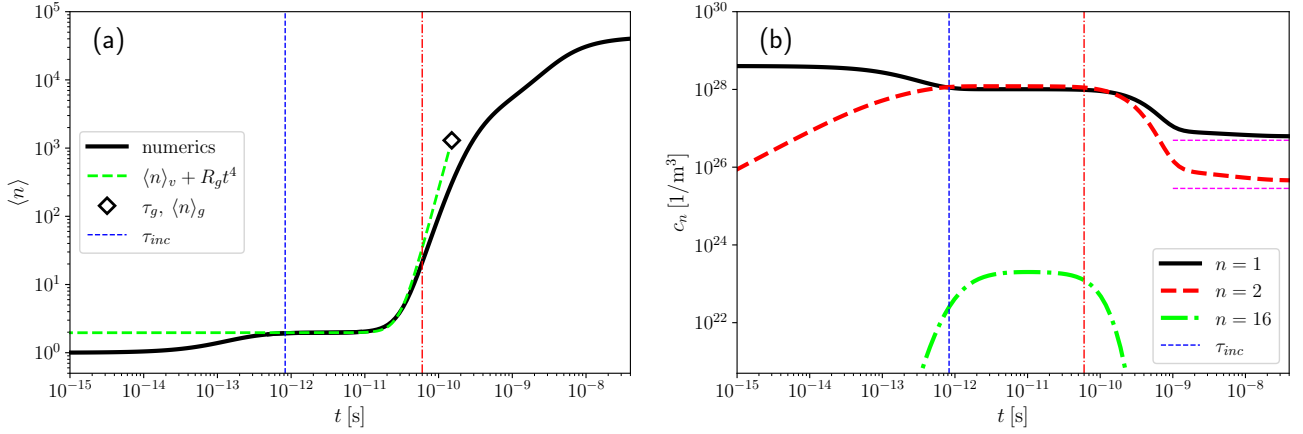 (a)
10^5
10^4
10^3
10^2
10^1
10^0
⟨n⟩
numerics
⟨n⟩_v + R_g t^4
τ_g, ⟨n⟩_g
τ_inc
10^−15
10^−14
10^−13
10^−12
10^−11
10^−10
10^−9
10^−8
t [s]
(b)
10^30
10^28
10^26
10^24
10^22
c_n [1/m^3]
n = 1
n = 2
n = 16
τ_inc
10^−15
10^−14
10^−13
10^−12
10^−11
10^−10
10^−9
10^−8
t [s]